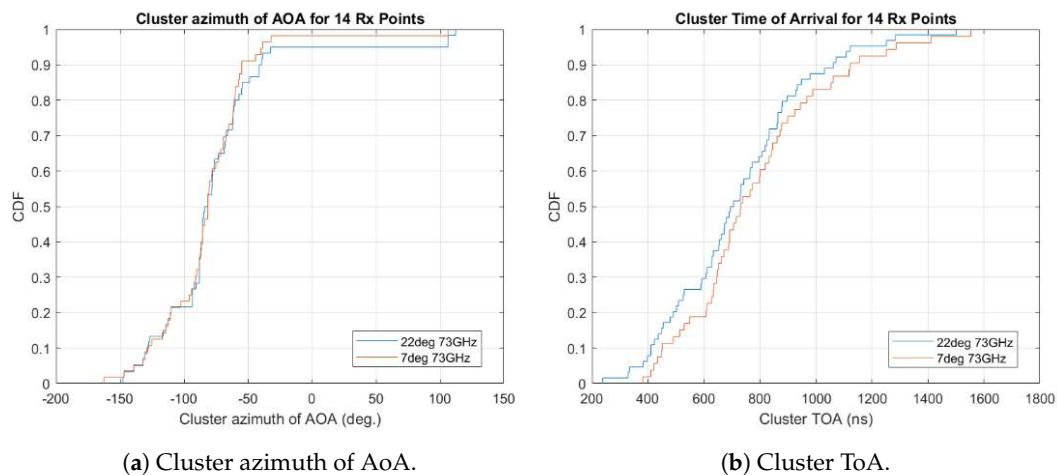 Cluster azimuth of AOA for 14 Rx Points
1
0.9
0.8
0.7
0.6
0.5
0.4
0.3
0.2
0.1
0
CDF
-200 -150 -100 -50 0 50 100 150
Cluster azimuth of AOA (deg.)
22deg 73GHz
7deg 73GHz
(a) Cluster azimuth of AoA.
Cluster Time of Arrival for 14 Rx Points
1
0.9
0.8
0.7
0.6
0.5
0.4
0.3
0.2
0.1
0
CDF
200 400 600 800 1000 1200 1400 1600 1800
Cluster TOA (ns)
22deg 73GHz
7deg 73GHz
(b) Cluster ToA.